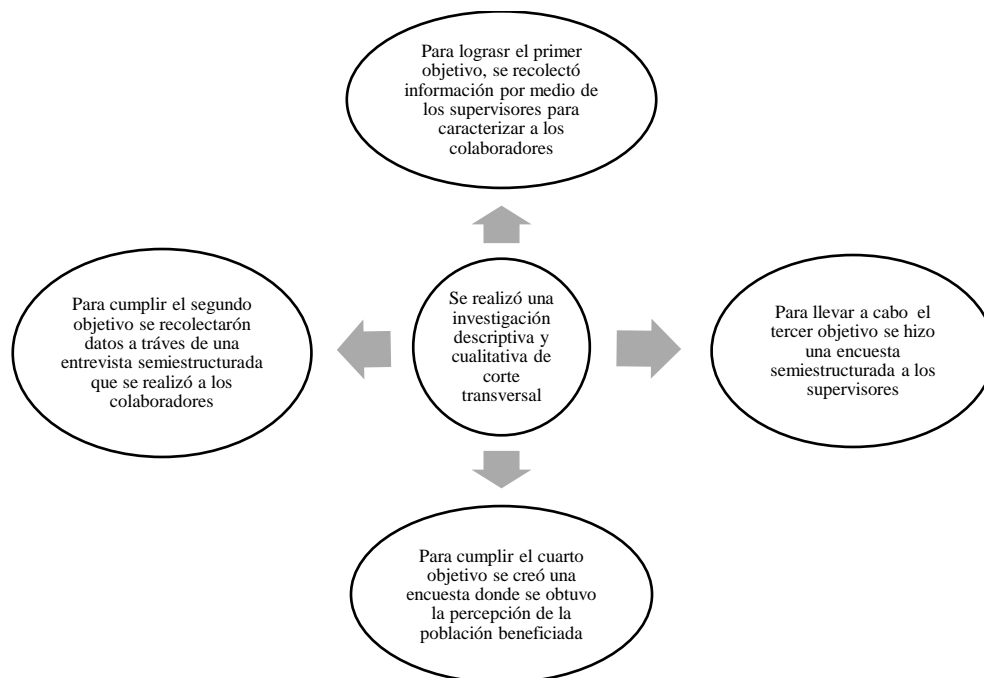 Para lograsr el primer
objetivo, se recolectó
información por medio de
los supervisores para
caracterizar a los
colaboradores
Para cumplir el segundo
objetivo se recolectarón
datos a tráves de una
entrevista semiestructurada
que se realizó a los
colaboradores
Se realizó una
investigación
descriptiva y
cualitativa de
corte
transversal
Para llevar a cabo el
tercer objetivo se hizo
una encuesta
semiestructurada a los
supervisores
Para cumplir el cuarto
objetivo se creó una
encuesta donde se obtuvo
la percepción de la
población beneficiada